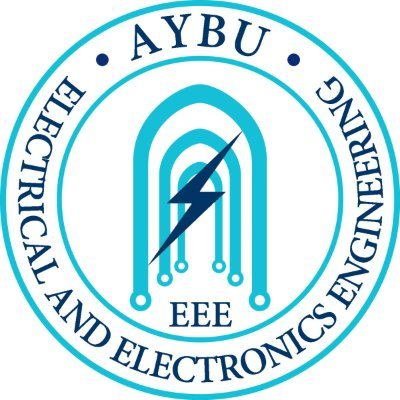 AYBU
ELECTRICAL AND ELECTRONICS ENGINEERING
EEE